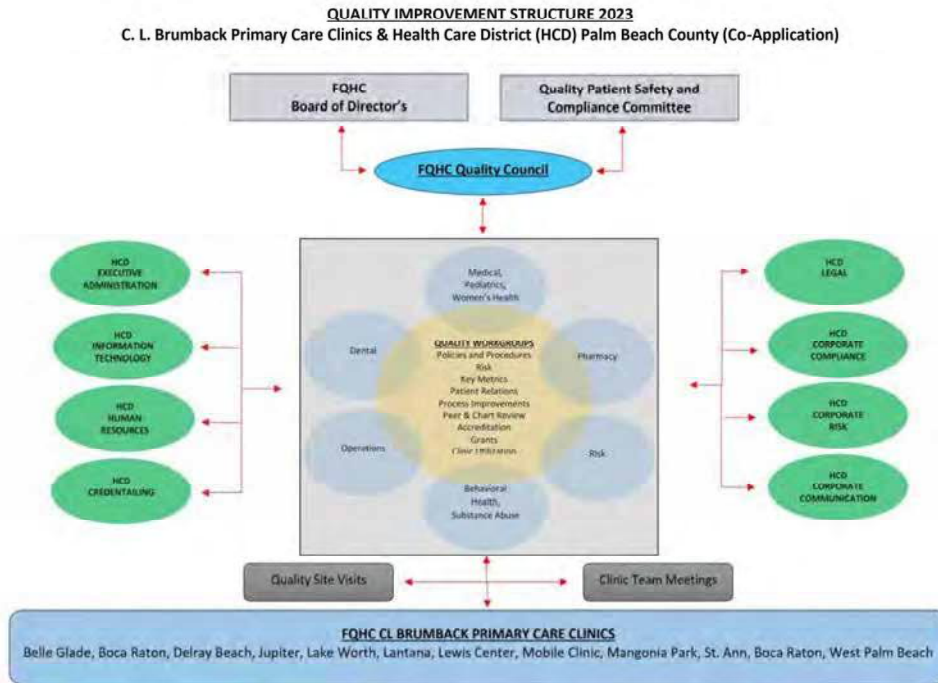 QUALITY IMPROVEMENT STRUCTURE 2023
C. L. Brumback Primary Care Clinics & Health Care District (HCD) Palm Beach County (Co-Application)
FQHC
Board of Director's
Quality Patient Safety and
Compliance Committee
FQHC Quality Council
HCD
EXECUTIVE
ADMINISTRATION
HCD
INFORMATION
TECHNOLOGY
HCD
HUMAN
RESOURCES
HCD
CREDENTAILING
Medical,
Pediatrics,
Women's Health
Dental
Pharmacy
QUALITY WORKGROUPS
Policies and Procedures
Risk
Key Metrics
Patient Relations
Process Improvements
Peer & Chart Review
Accreditation
Grants
Clinic Utilization
Operations
Risk
Behavioral
Health,
Substance Abuse
HCD
LEGAL
HCD
CORPORATE
COMPLIANCE
HCD
CORPORATE
RISK
HCD
CORPORATE
COMMUNICATION
Quality Site Visits
Clinic Team Meetings
FQHC CL BRUMBACK PRIMARY CARE CLINICS
Belle Glade, Boca Raton, Delray Beach, Jupiter, Lake Worth, Lantana, Lewis Center, Mobile Clinic, Mangonia Park, St. Ann, Boca Raton, West Palm Beach